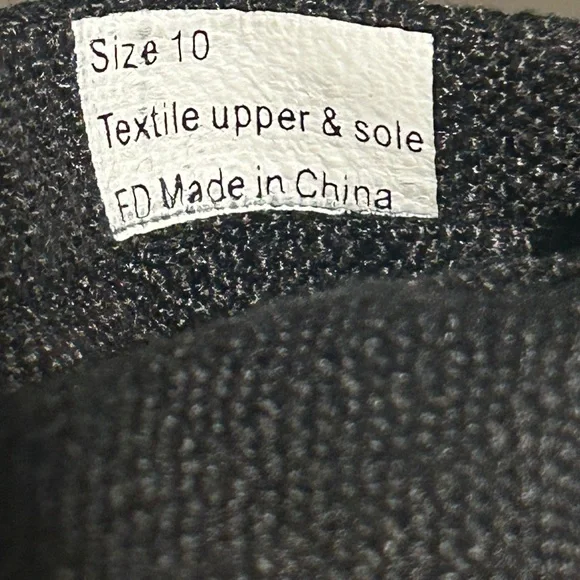 Size 10
Textile upper & sole
FD Made in China